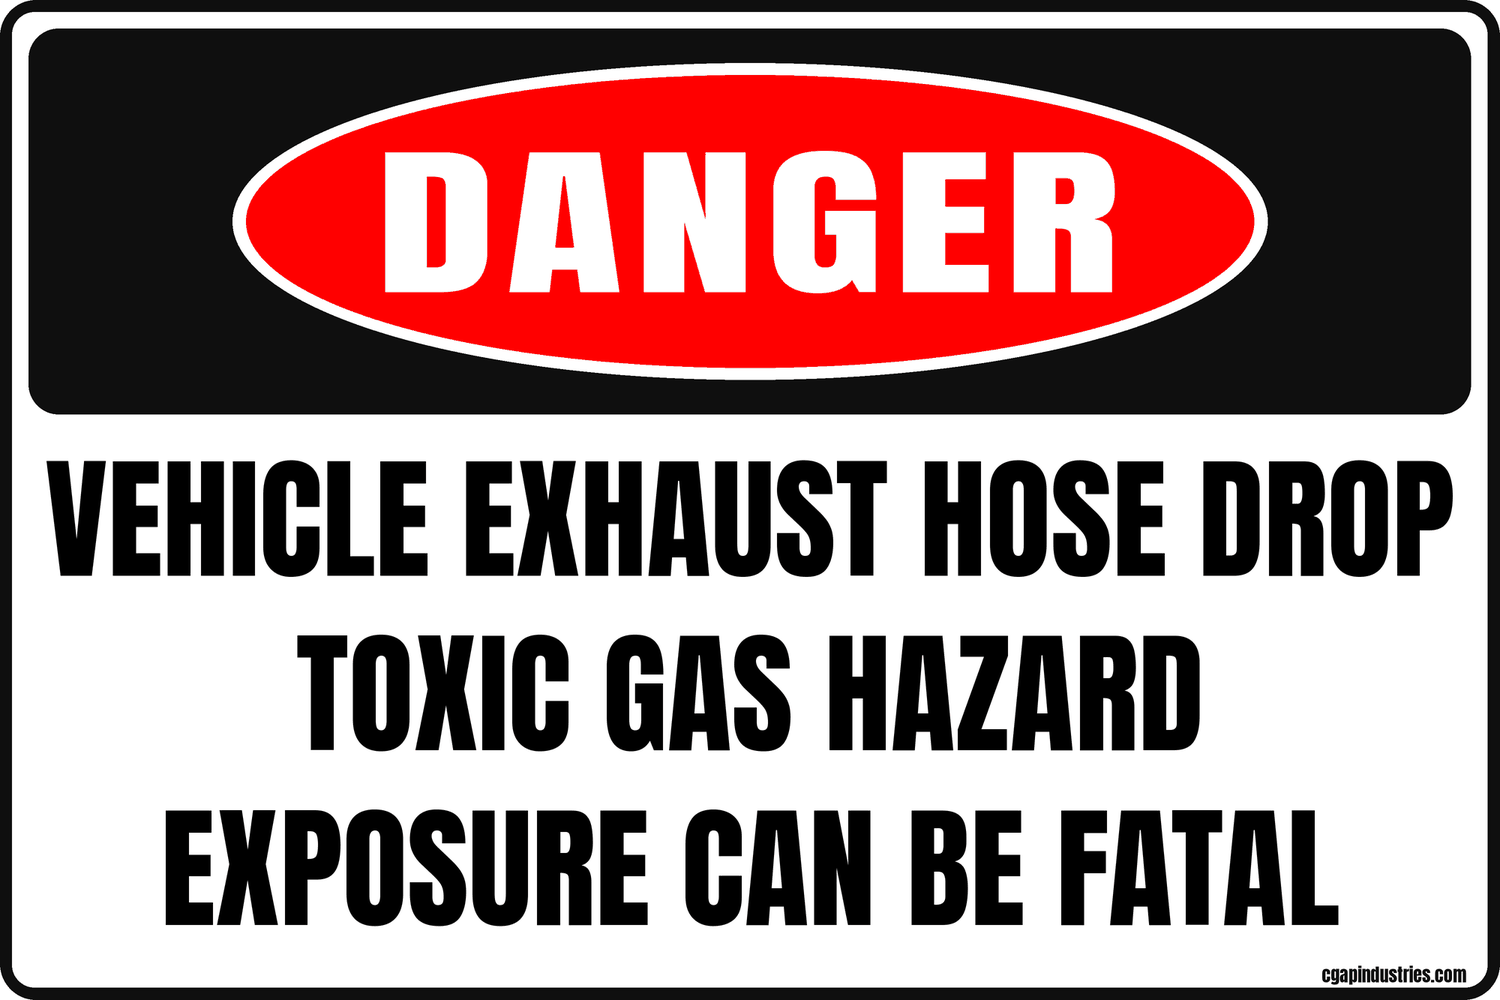 DANGER
VEHICLE EXHAUST HOSE DROP
TOXIC GAS HAZARD
EXPOSURE CAN BE FATAL
cgapindustries.com